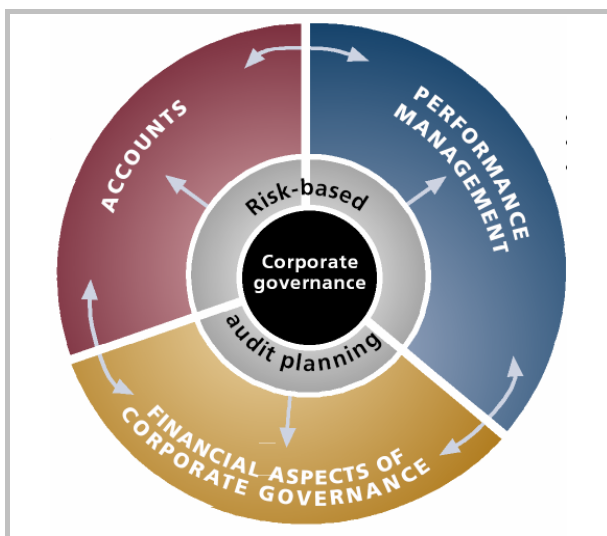 ACCOUNTS
PERFORMANCE
MANAGEMENT
Risk-based
Corporate
governance
audit planning
FINANCIAL ASPECTS OF
CORPORATE GOVERNANCE